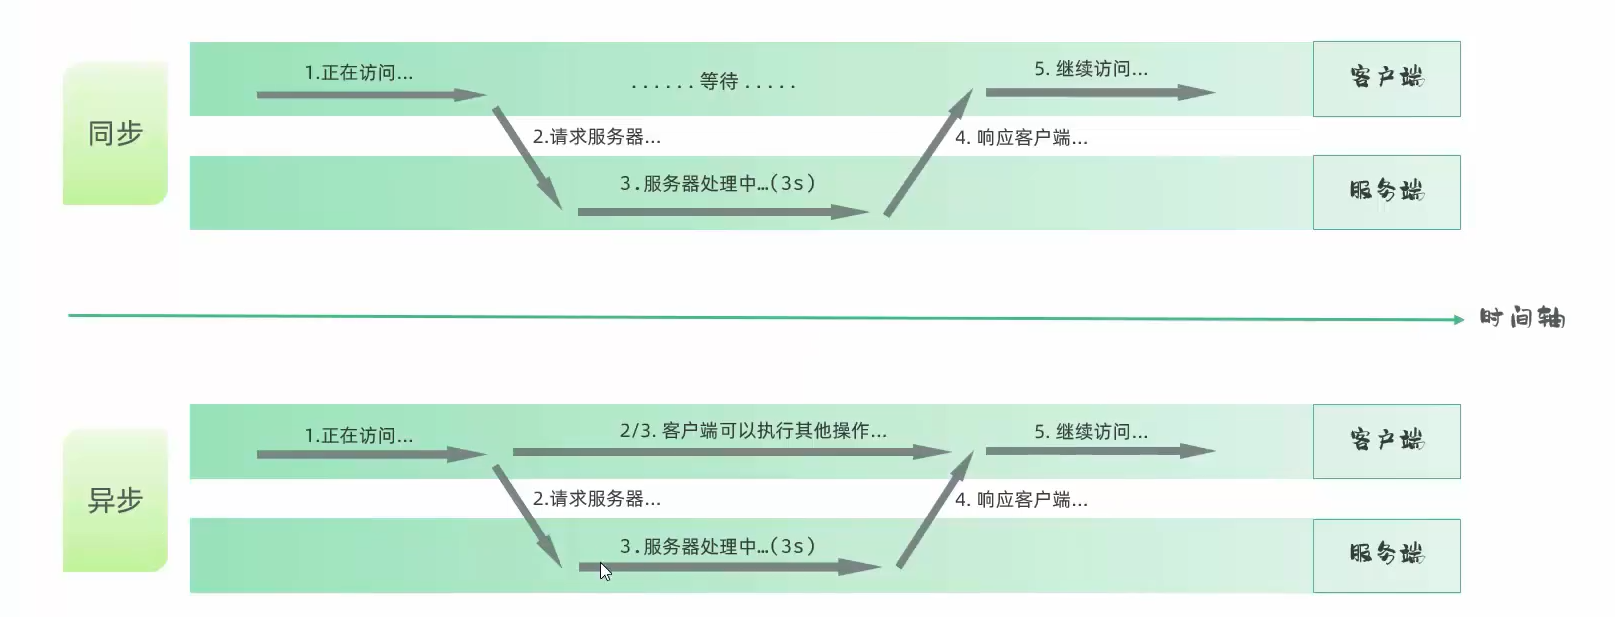 1.正在访问...
......等待.....
5. 继续访问...
客户端
同步
2.请求服务器...
4. 响应客户端...
3.服务器处理中…(3s)
服务端
时间轴
1.正在访问...
2/3. 客户端可以执行其他操作...
5. 继续访问...
客户端
异步
2.请求服务器...
4. 响应客户端...
3.服务器处理中…(3s)
服务端